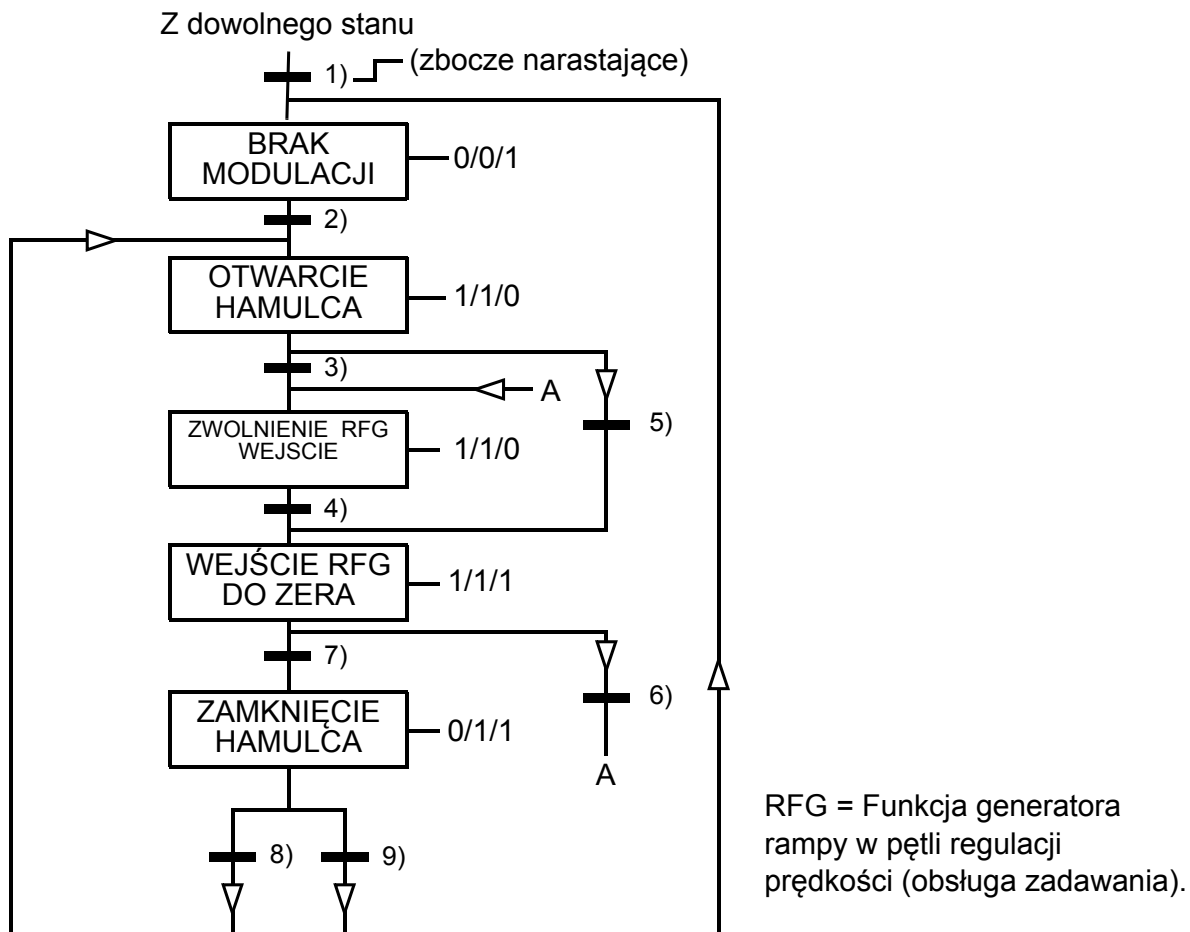 Z dowolnego stanu
1) (zbocze narastające)
BRAK
MODULACJI
0/0/1
2)
OTWARCIE
HAMULCA
1/1/0
3)
A
5)
ZWOLNIENIE RFG
WEJSCIE
1/1/0
4)
WEJŚCIE RFG
DO ZERA
1/1/1
7)
6)
ZAMKNIĘCIE
HAMULCA
0/1/1
A
8)
9)
RFG = Funkcja generatora
rampy w pętli regulacji
prędkości (obsługa zadawania).